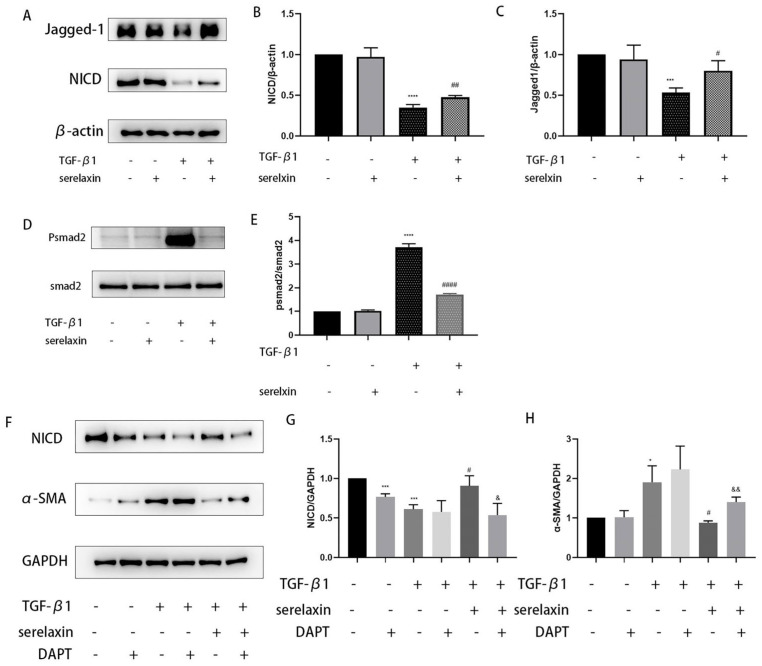 A
Jagged-1
NICD
β-actin
TGF-β1 - - + +
serelaxin - + - +
B
NICD/β-actin
1.5
1.0
0.5
0.0
****
##
TGF-β1 - - + +
serelxin - + - +
C
Jagged1/β-actin
1.5
1.0
0.5
0.0
***
#
TGF-β1 - - + +
serelxin - + - +
D
Psmad2
smad2
TGF-β1 - - + +
serelaxin - + - +
E
psmad2/smad2
5
4
3
2
1
0
****
####
TGF-β1
- - + +
serelxin - + - +
F
NICD
α-SMA
GAPDH
TGF-β1 - - + + + +
serelaxin - - - - + +
DAPT - + - + - +
G
NICD/GAPDH
1.5
1.0
0.5
0.0
***
***
#
&
TGF-β1 - - + + + +
serelaxin - - - - + +
DAPT - + - + - +
H
α-SMA/GAPDH
3
2
1
0
*
#
&&
TGF-β1 - - + + + +
serelaxin - - - - + +
DAPT - + - + - +